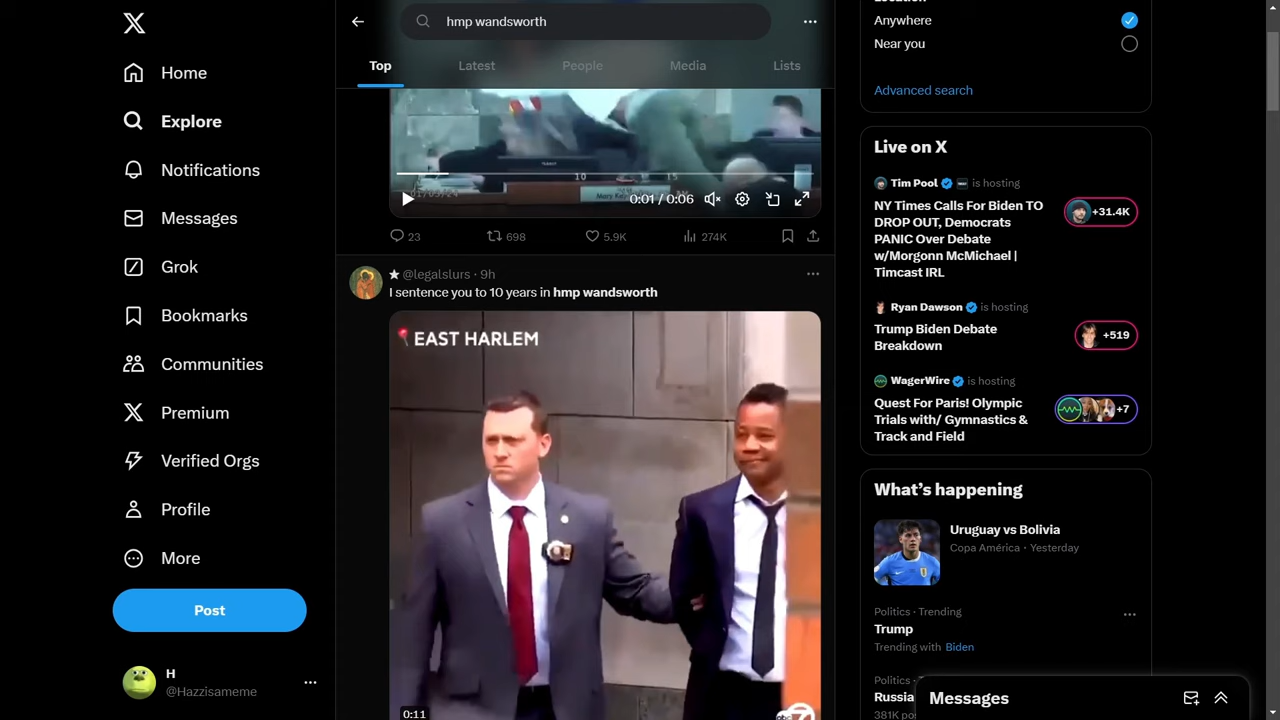 Home
Explore
Notifications
Messages
Grok
Bookmarks
Communities
Premium
Verified Orgs
Profile
More
Post
H
@Hazzisameme
hmp wandsworth
Top
Latest
People
Media
Lists
10
15
0:01 / 0:06
23
698
5.9K
274K
★ @legalslurs · 9h
I sentence you to 10 years in hmp wandsworth
EAST HARLEM
0:11
Anywhere
Near you
Advanced search
Live on X
Tim Pool is hosting
NY Times Calls For Biden TO
DROP OUT, Democrats
PANIC Over Debate
w/Morgonn McMichael |
Timcast IRL
+31.4K
Ryan Dawson is hosting
Trump Biden Debate
Breakdown
+519
WagerWire is hosting
Quest For Paris! Olympic
Trials with/ Gymnastics &
Track and Field
+7
What's happening
Uruguay vs Bolivia
Copa América · Yesterday
Politics · Trending
Trump
Trending with Biden
Politics ·
Russia
381K
Messages